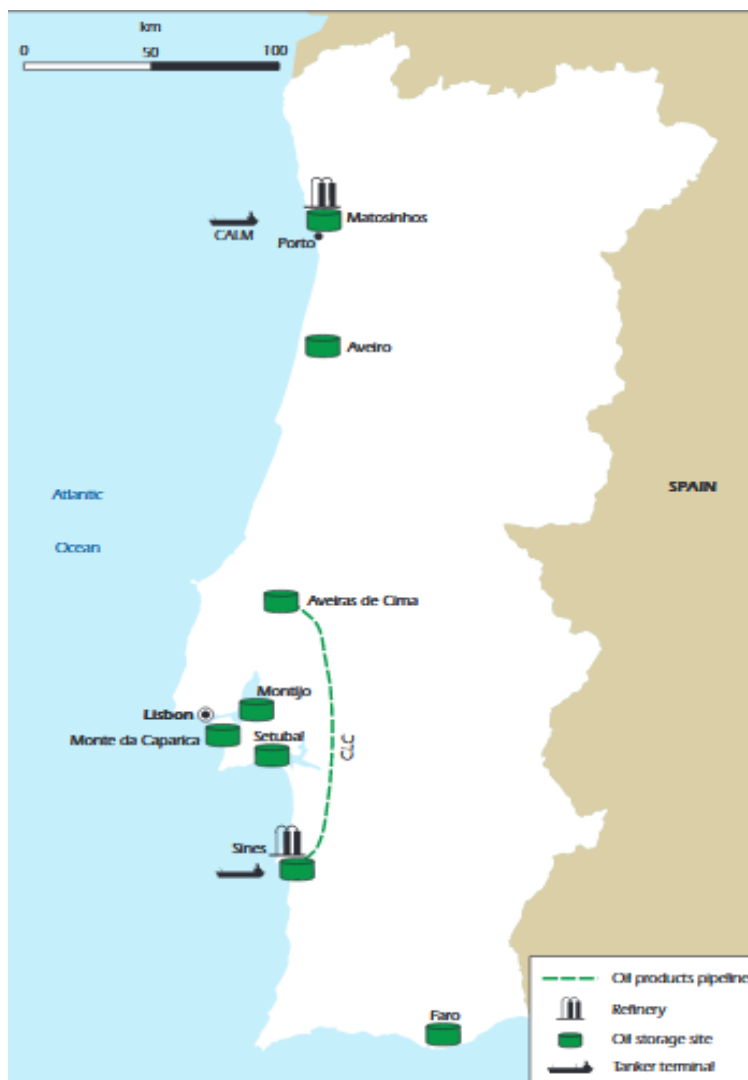 km
0 50 100
Matosinhos
CALM
Porto
Aveiro
Atlantic
Ocean
SPAIN
Aveiras de Cima
Montijo
Lisbon
Monte da Caparica
Setubal
CLC
Sines
Faro
Oil products pipeline
Refinery
Oil storage site
Tanker terminal